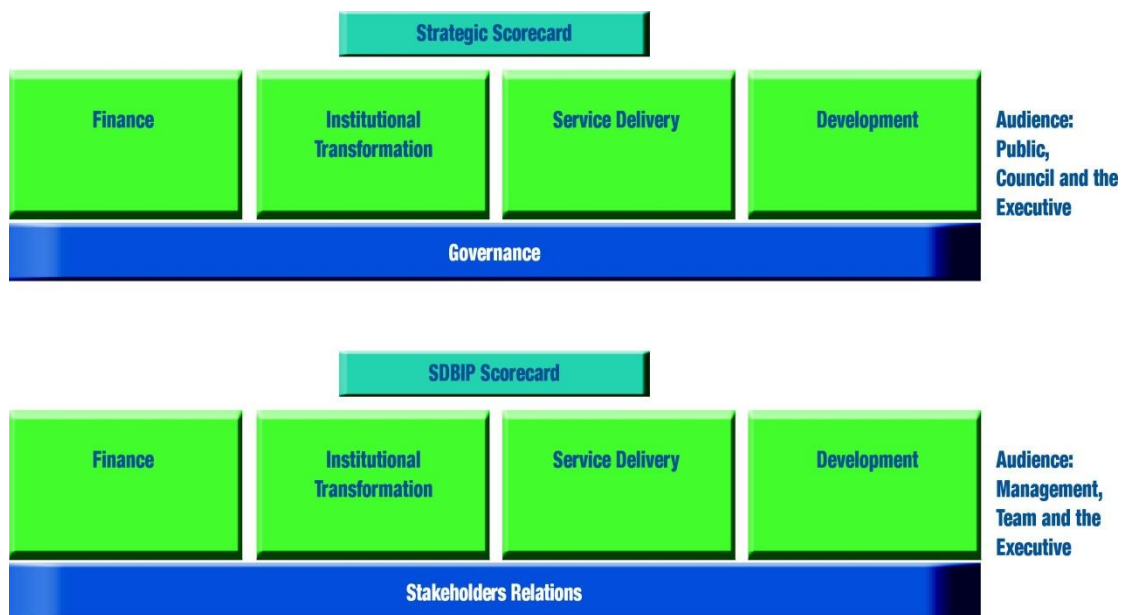 Strategic Scorecard
Finance
Institutional
Transformation
Service Delivery
Development
Audience:
Public,
Council and the
Executive
Governance
SDBIP Scorecard
Finance
Institutional
Transformation
Service Delivery
Development
Audience:
Management,
Team and the
Executive
Stakeholders Relations